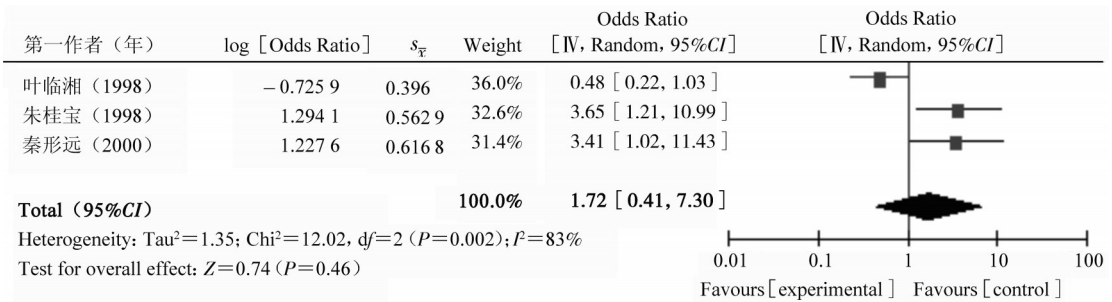 Odds Ratio Odds Ratio
第一作者（年） log［Odds Ratio］ sx̅ Weight ［Ⅳ, Random, 95%CI］ ［Ⅳ, Random, 95%CI］
叶临湘（1998） －0.725 9 0.396 36.0% 0.48［0.22, 1.03］
朱桂宝（1998） 1.294 1 0.562 9 32.6% 3.65［1.21, 10.99］
秦形远（2000） 1.227 6 0.616 8 31.4% 3.41［1.02, 11.43］
Total（95%CI） 100.0% 1.72［0.41, 7.30］
Heterogeneity: Tau²＝1.35; Chi²＝12.02, df＝2（P＝0.002）; I²＝83%
Test for overall effect: Z＝0.74（P＝0.46）
0.01 0.1 1 10 100
Favours［experimental］ Favours［control］